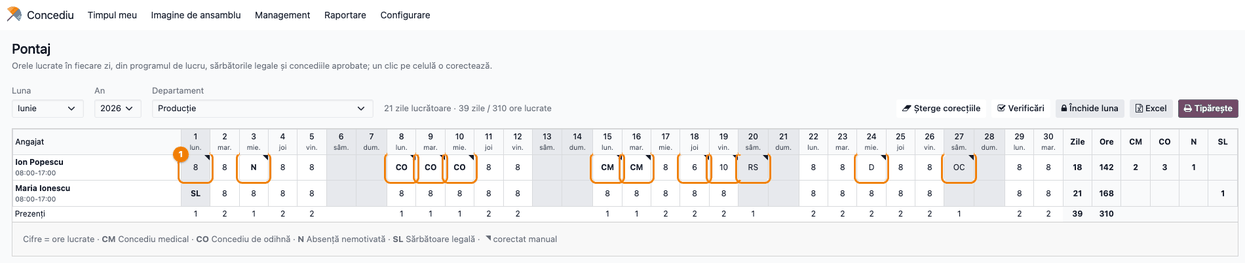 Concediu Timpul meu Imagine de ansamblu Management Raportare Configurare
Pontaj
Orele lucrate în fiecare zi, din programul de lucru, sărbătorile legale și concediile aprobate; un clic pe celulă o corectează.
Luna An Departament
Iunie 2026 Producție 21 zile lucrătoare · 39 zile / 310 ore lucrate Șterge corecțiile Verificări Închide luna Excel Tipărește
Angajat 1 2 3 4 5 6 7 8 9 10 11 12 13 14 15 16 17 18 19 20 21 22 23 24 25 26 27 28 29 30 Zile Ore CM CO N SL
lun. mar. mie. joi vin. sâm. dum. lun. mar. mie. joi vin. sâm. dum. lun. mar. mie. joi vin. sâm. dum. lun. mar. mie. joi vin. sâm. dum. lun. mar.
1
Ion Popescu 8 8 N 8 8 CO CO CO 8 8 CM CM 8 6 10 RS 8 8 D 8 8 OC 8 8 18 142 2 3 1
08:00-17:00
Maria Ionescu SL 8 8 8 8 8 8 8 8 8 8 8 8 8 8 8 8 8 8 8 8 8 21 168 1
08:00-17:00
Prezenți 1 2 1 2 2 1 1 1 2 2 1 1 2 2 2 1 2 2 2 2 2 1 2 2 39 310
Cifre = ore lucrate · CM Concediu medical · CO Concediu de odihnă · N Absență nemotivată · SL Sărbătoare legală · corectat manual